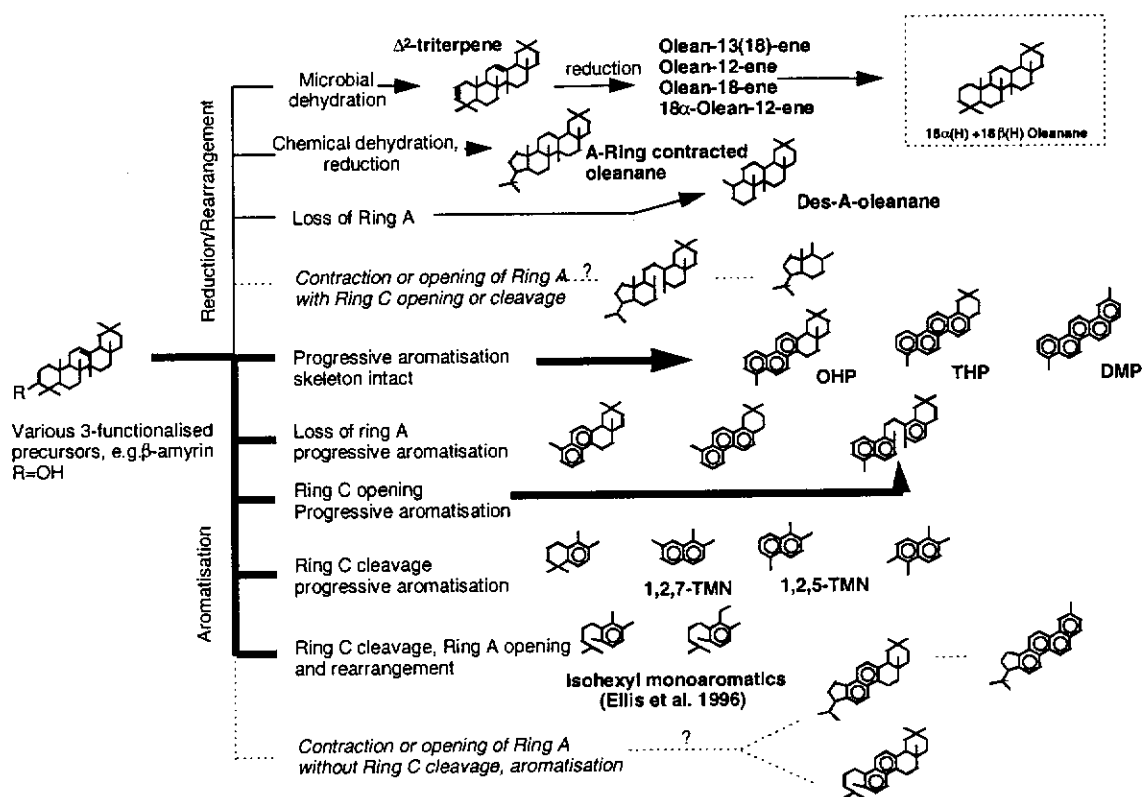 Δ²-triterpene
Microbial
dehydration
reduction
Olean-13(18)-ene
Olean-12-ene
Olean-18-ene
18α-Olean-12-ene
18α(H) +18β(H) Oleanane
Chemical dehydration,
reduction
A-Ring contracted
oleanane
Loss of Ring A
Des-A-oleanane
Contraction or opening of Ring A
with Ring C opening or cleavage
?
Reduction/Rearrangement
R
Various 3-functionalised
precursors, e.g.β-amyrin
R=OH
Progressive aromatisation
skeleton intact
OHP
THP
DMP
Loss of ring A
progressive aromatisation
Ring C opening
Progressive aromatisation
Aromatisation
Ring C cleavage
progressive aromatisation
1,2,7-TMN
1,2,5-TMN
Ring C cleavage, Ring A opening
and rearrangement
Isohexyl monoaromatics
(Ellis et al. 1996)
Contraction or opening of Ring A
without Ring C cleavage, aromatisation
?